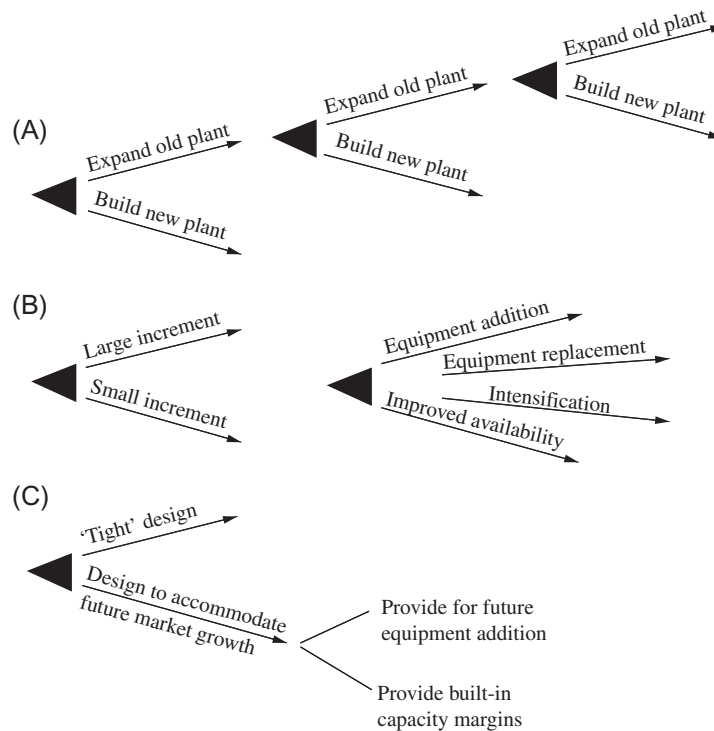 (A)
Expand old plant
Build new plant
Expand old plant
Build new plant
Expand old plant
Build new plant
(B)
Large increment
Small increment
Equipment addition
Equipment replacement
Intensification
Improved availability
(C)
‘Tight’ design
Design to accommodate
future market growth
Provide for future
equipment addition
Provide built-in
capacity margins